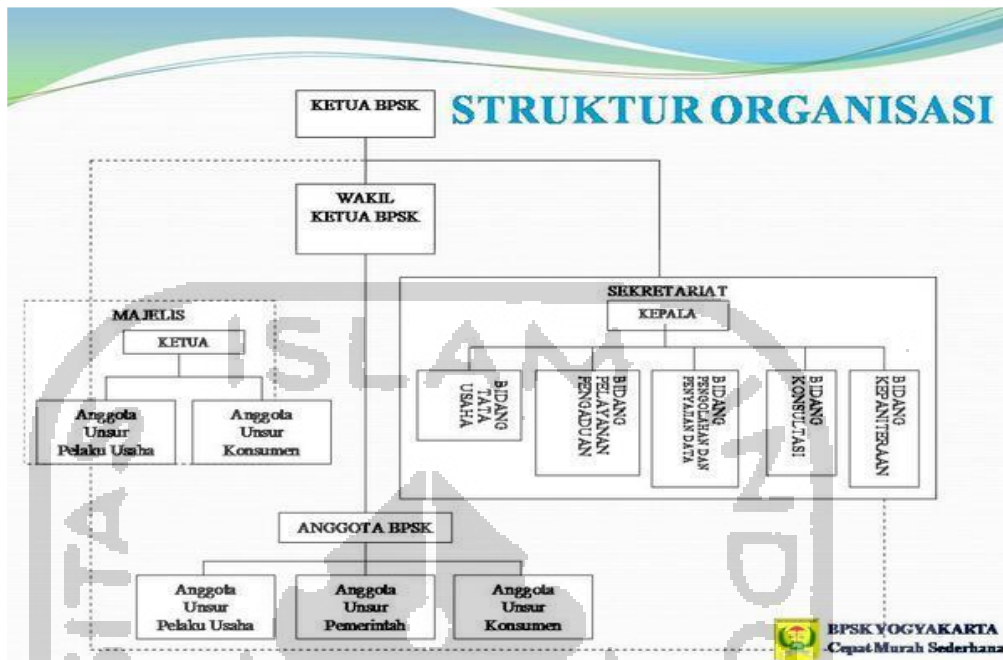 STRUKTUR ORGANISASI
KETUA BPSK
WAKIL
KETUA BPSK
MAJELIS
KETUA
Anggota
Unsur
Pelaku Usaha
Anggota
Unsur
Konsumen
SEKRETARIAT
KEPALA
BIDANG
TATA
USAHA
BIDANG
PELAYANAN
PENGADUAN
BIDANG
PENGOLAHAN DAN
PENYAJIAN DATA
BIDANG
KONSULTASI
BIDANG
KEPANITERAAN
ANGGOTA BPSK
Anggota
Unsur
Pelaku Usaha
Anggota
Unsur
Pemerintah
Anggota
Unsur
Konsumen
BPSK YOGYAKARTA
Cepat Murah Sederhana
ISLAM